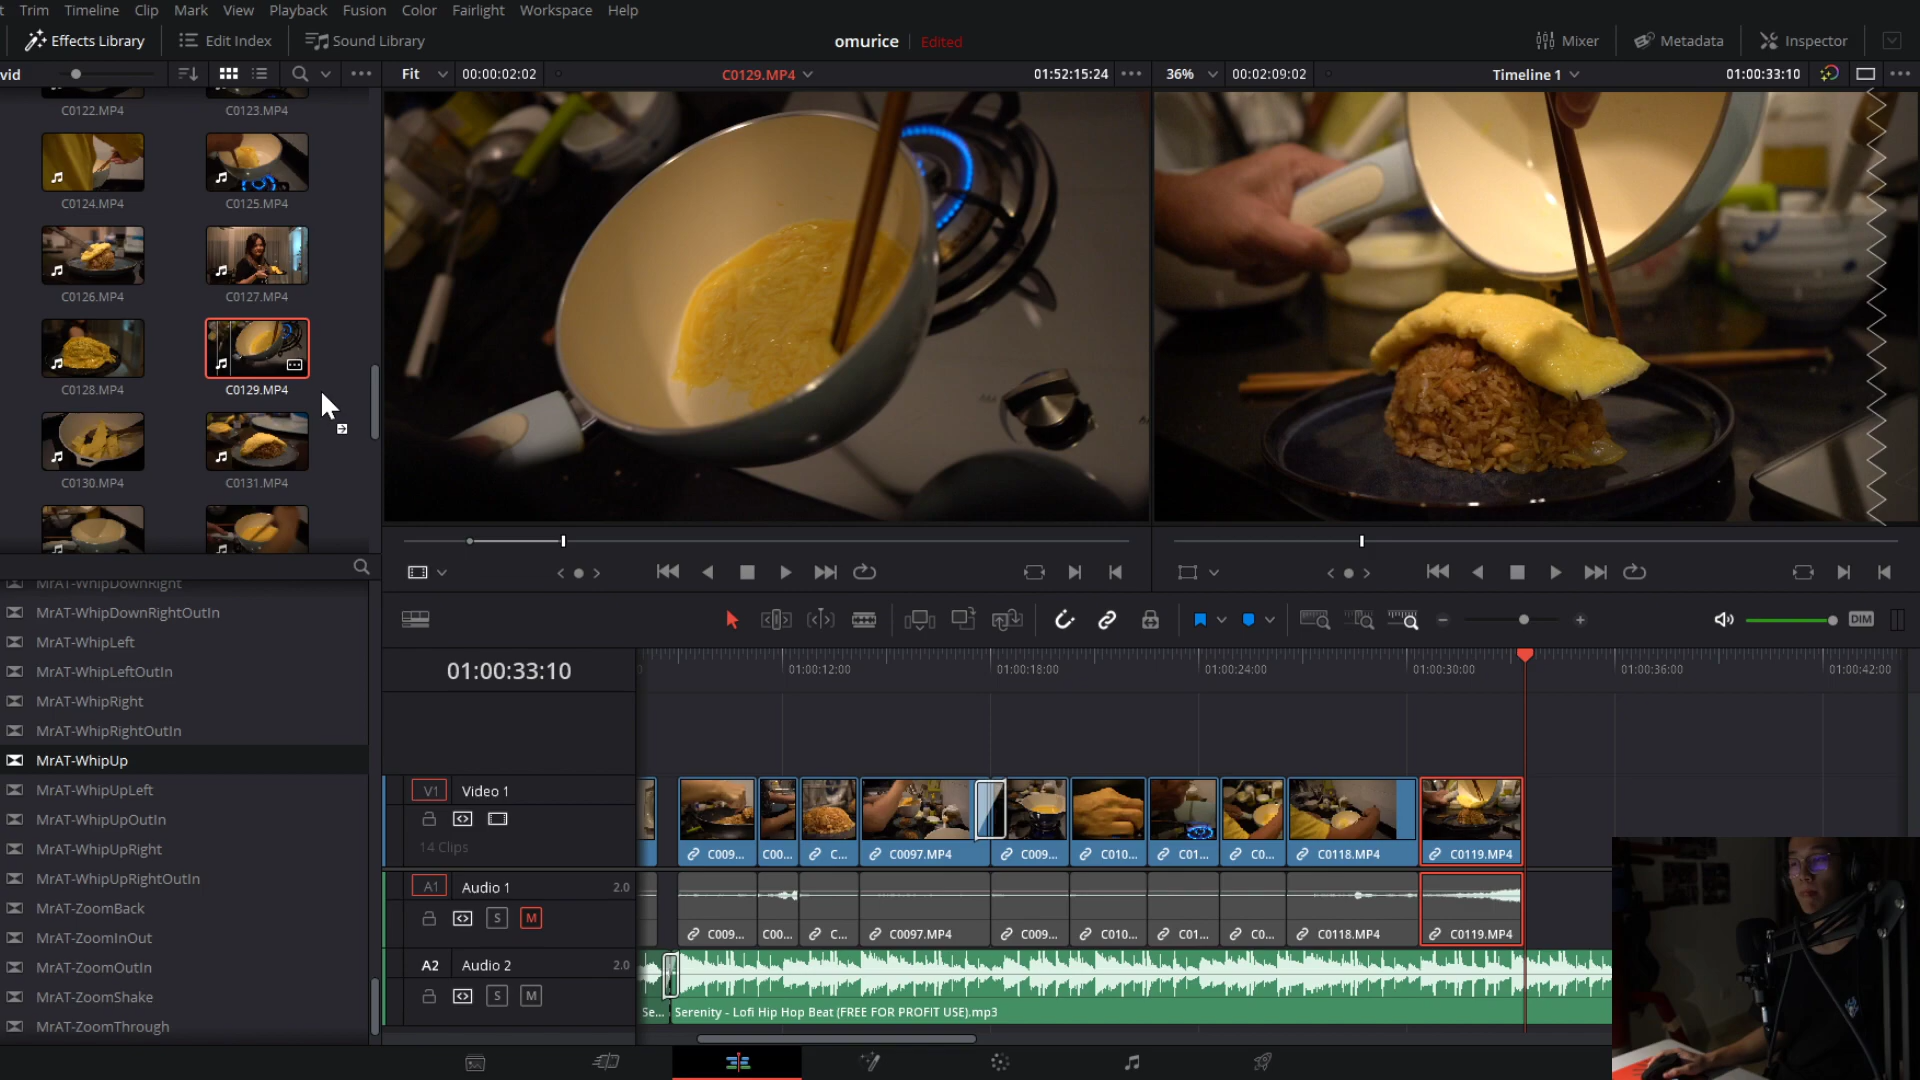 t Trim Timeline Clip Mark View Playback Fusion Color Fairlight Workspace Help
Effects Library Edit Index Sound Library omurice Edited Mixer Metadata Inspector
vid Fit 00:00:02:02 C0129.MP4 01:52:15:24 36% 00:02:09:02 Timeline 1 01:00:33:10
C0122.MP4 C0123.MP4
C0124.MP4 C0125.MP4
C0126.MP4 C0127.MP4
C0128.MP4 C0129.MP4
C0130.MP4 C0131.MP4
MrAT-WhipDownRight
MrAT-WhipDownRightOutIn
MrAT-WhipLeft
MrAT-WhipLeftOutIn
MrAT-WhipRight
MrAT-WhipRightOutIn
MrAT-WhipUp
MrAT-WhipUpLeft
MrAT-WhipUpOutIn
MrAT-WhipUpRight
MrAT-WhipUpRightOutIn
MrAT-ZoomBack
MrAT-ZoomInOut
MrAT-ZoomOutIn
MrAT-ZoomShake
MrAT-ZoomThrough
DIM
01:00:33:10 0 01:00:12:00 01:00:18:00 01:00:24:00 01:00:30:00 01:00:36:00 01:00:42:00
V1 Video 1
14 Clips
C009... C00... C... C0097.MP4 C009... C010... C01... C0... C0118.MP4 C0119.MP4
A1 Audio 1 2.0
S M
C009... C00... C... C0097.MP4 C009... C010... C01... C0... C0118.MP4 C0119.MP4
A2 Audio 2 2.0
S M
Se... Serenity - Lofi Hip Hop Beat (FREE FOR PROFIT USE).mp3